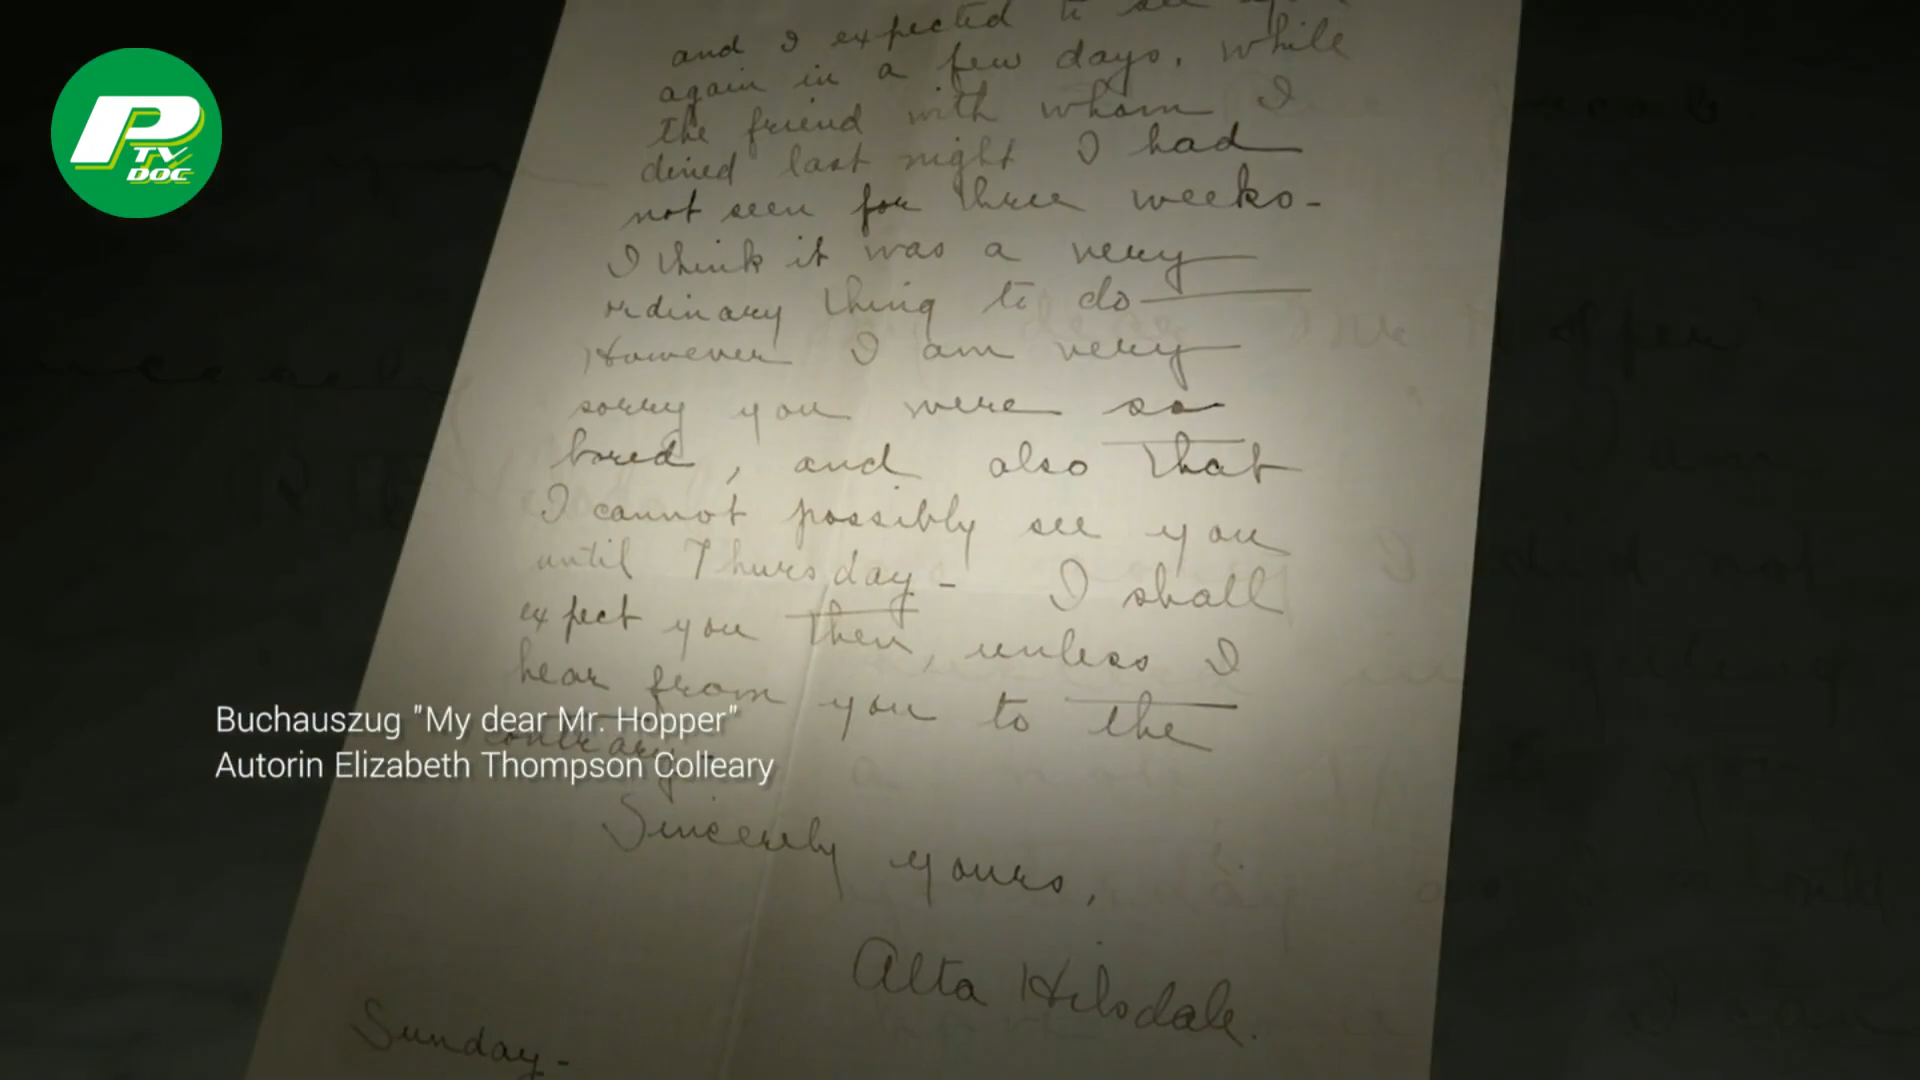 P
TV
DOC
and I expected to see you
again in a few days, while
the friend with whom I
dined last night I had
not seen for three weeks-
I think it was a very
ordinary thing to do
However I am very
sorry you were so
bored, and also that
I cannot possibly see you
until Thursday- I shall
expect you then, unless I
hear from you to the
contrary.
Buchauszug "My dear Mr. Hopper"
Autorin Elizabeth Thompson Colleary
Sincerely yours,
Alta Hilsdale.
Sunday-